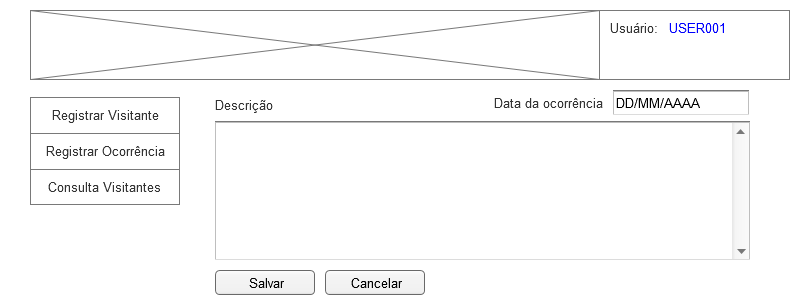 Usuário: USER001
Registrar Visitante
Registrar Ocorrência
Consulta Visitantes
Descrição
Data da ocorrência DD/MM/AAAA
Salvar
Cancelar